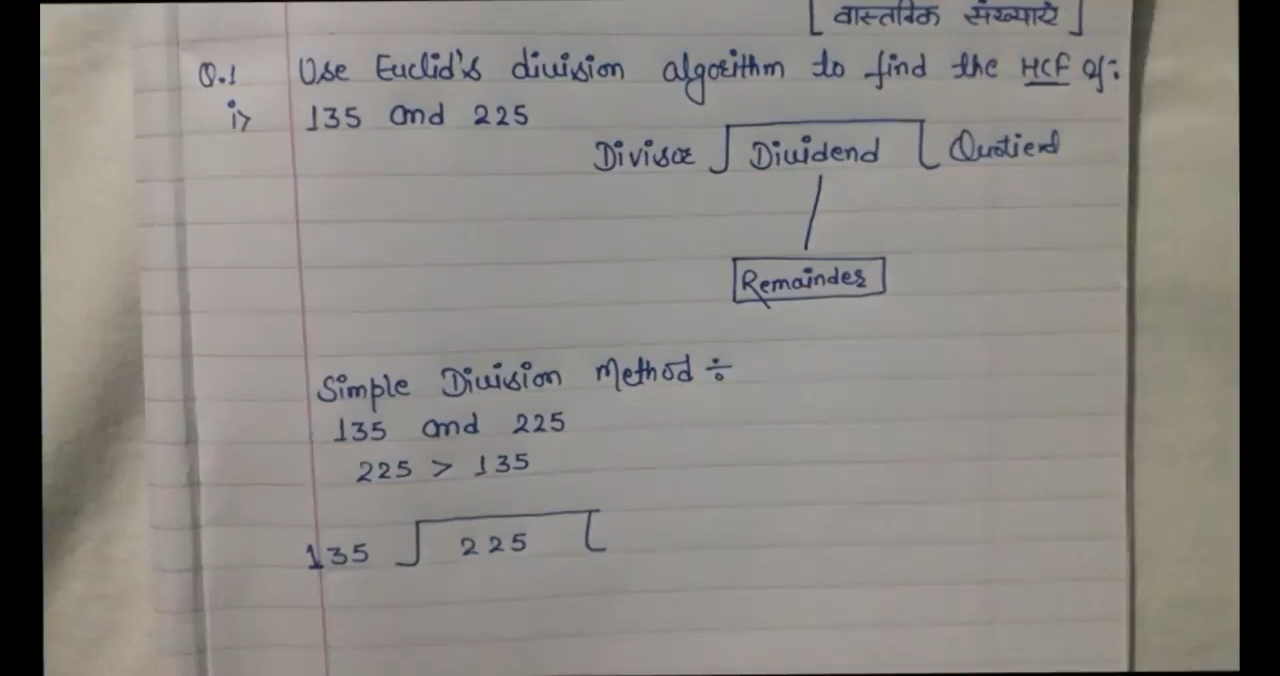 [ वास्तविक संख्याएं ]
Q.1 Use Euclid's division algorithm to find the HCF of:
i> 135 and 225
Divisor Dividend Quotient
Remainder
Simple Division Method ÷
135 and 225
225 > 135
135 225